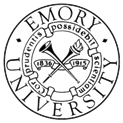 EMORY
UNIVERSITY
cor prudentis possidebit scientiam
1836 1915